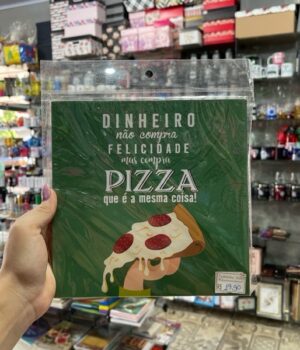 DINHEIRO
não compra
FELICIDADE
mas compra
PIZZA
que é a mesma coisa!